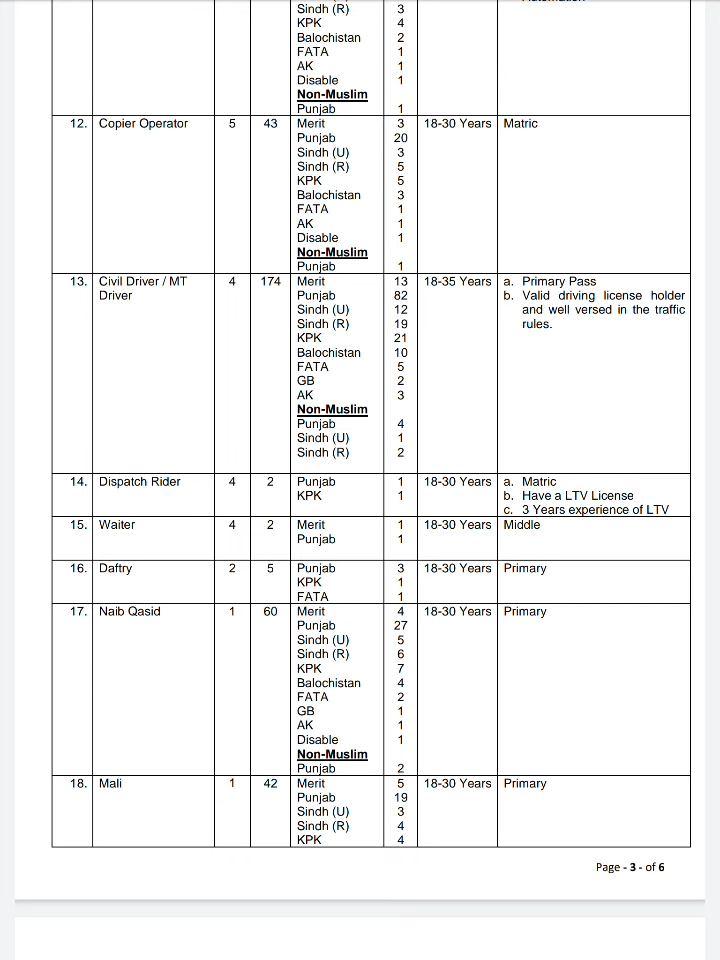 Sindh (R) 3
KPK 4
Balochistan 2
FATA 1
AK 1
Disable 1
Non-Muslim
Punjab 1
12. Copier Operator 5 43 Merit 3 18-30 Years Matric
Punjab 20
Sindh (U) 3
Sindh (R) 5
KPK 5
Balochistan 3
FATA 1
AK 1
Disable 1
Non-Muslim
Punjab 1
13. Civil Driver / MT 4 174 Merit 13 18-35 Years a. Primary Pass
Driver Punjab 82 b. Valid driving license holder
Sindh (U) 12 and well versed in the traffic
Sindh (R) 19 rules.
KPK 21
Balochistan 10
FATA 5
GB 2
AK 3
Non-Muslim
Punjab 4
Sindh (U) 1
Sindh (R) 2
14. Dispatch Rider 4 2 Punjab 1 18-30 Years a. Matric
KPK 1 b. Have a LTV License
c. 3 Years experience of LTV
15. Waiter 4 2 Merit 1 18-30 Years Middle
Punjab 1
16. Daftry 2 5 Punjab 3 18-30 Years Primary
KPK 1
FATA 1
17. Naib Qasid 1 60 Merit 4 18-30 Years Primary
Punjab 27
Sindh (U) 5
Sindh (R) 6
KPK 7
Balochistan 4
FATA 2
GB 1
AK 1
Disable 1
Non-Muslim
Punjab 2
18. Mali 1 42 Merit 5 18-30 Years Primary
Punjab 19
Sindh (U) 3
Sindh (R) 4
KPK 4
Page - 3 - of 6